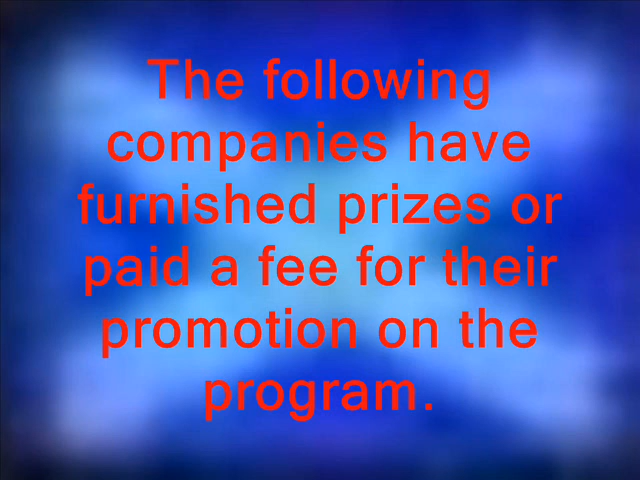 The following
companies have
furnished prizes or
paid a fee for their
promotion on the
program.